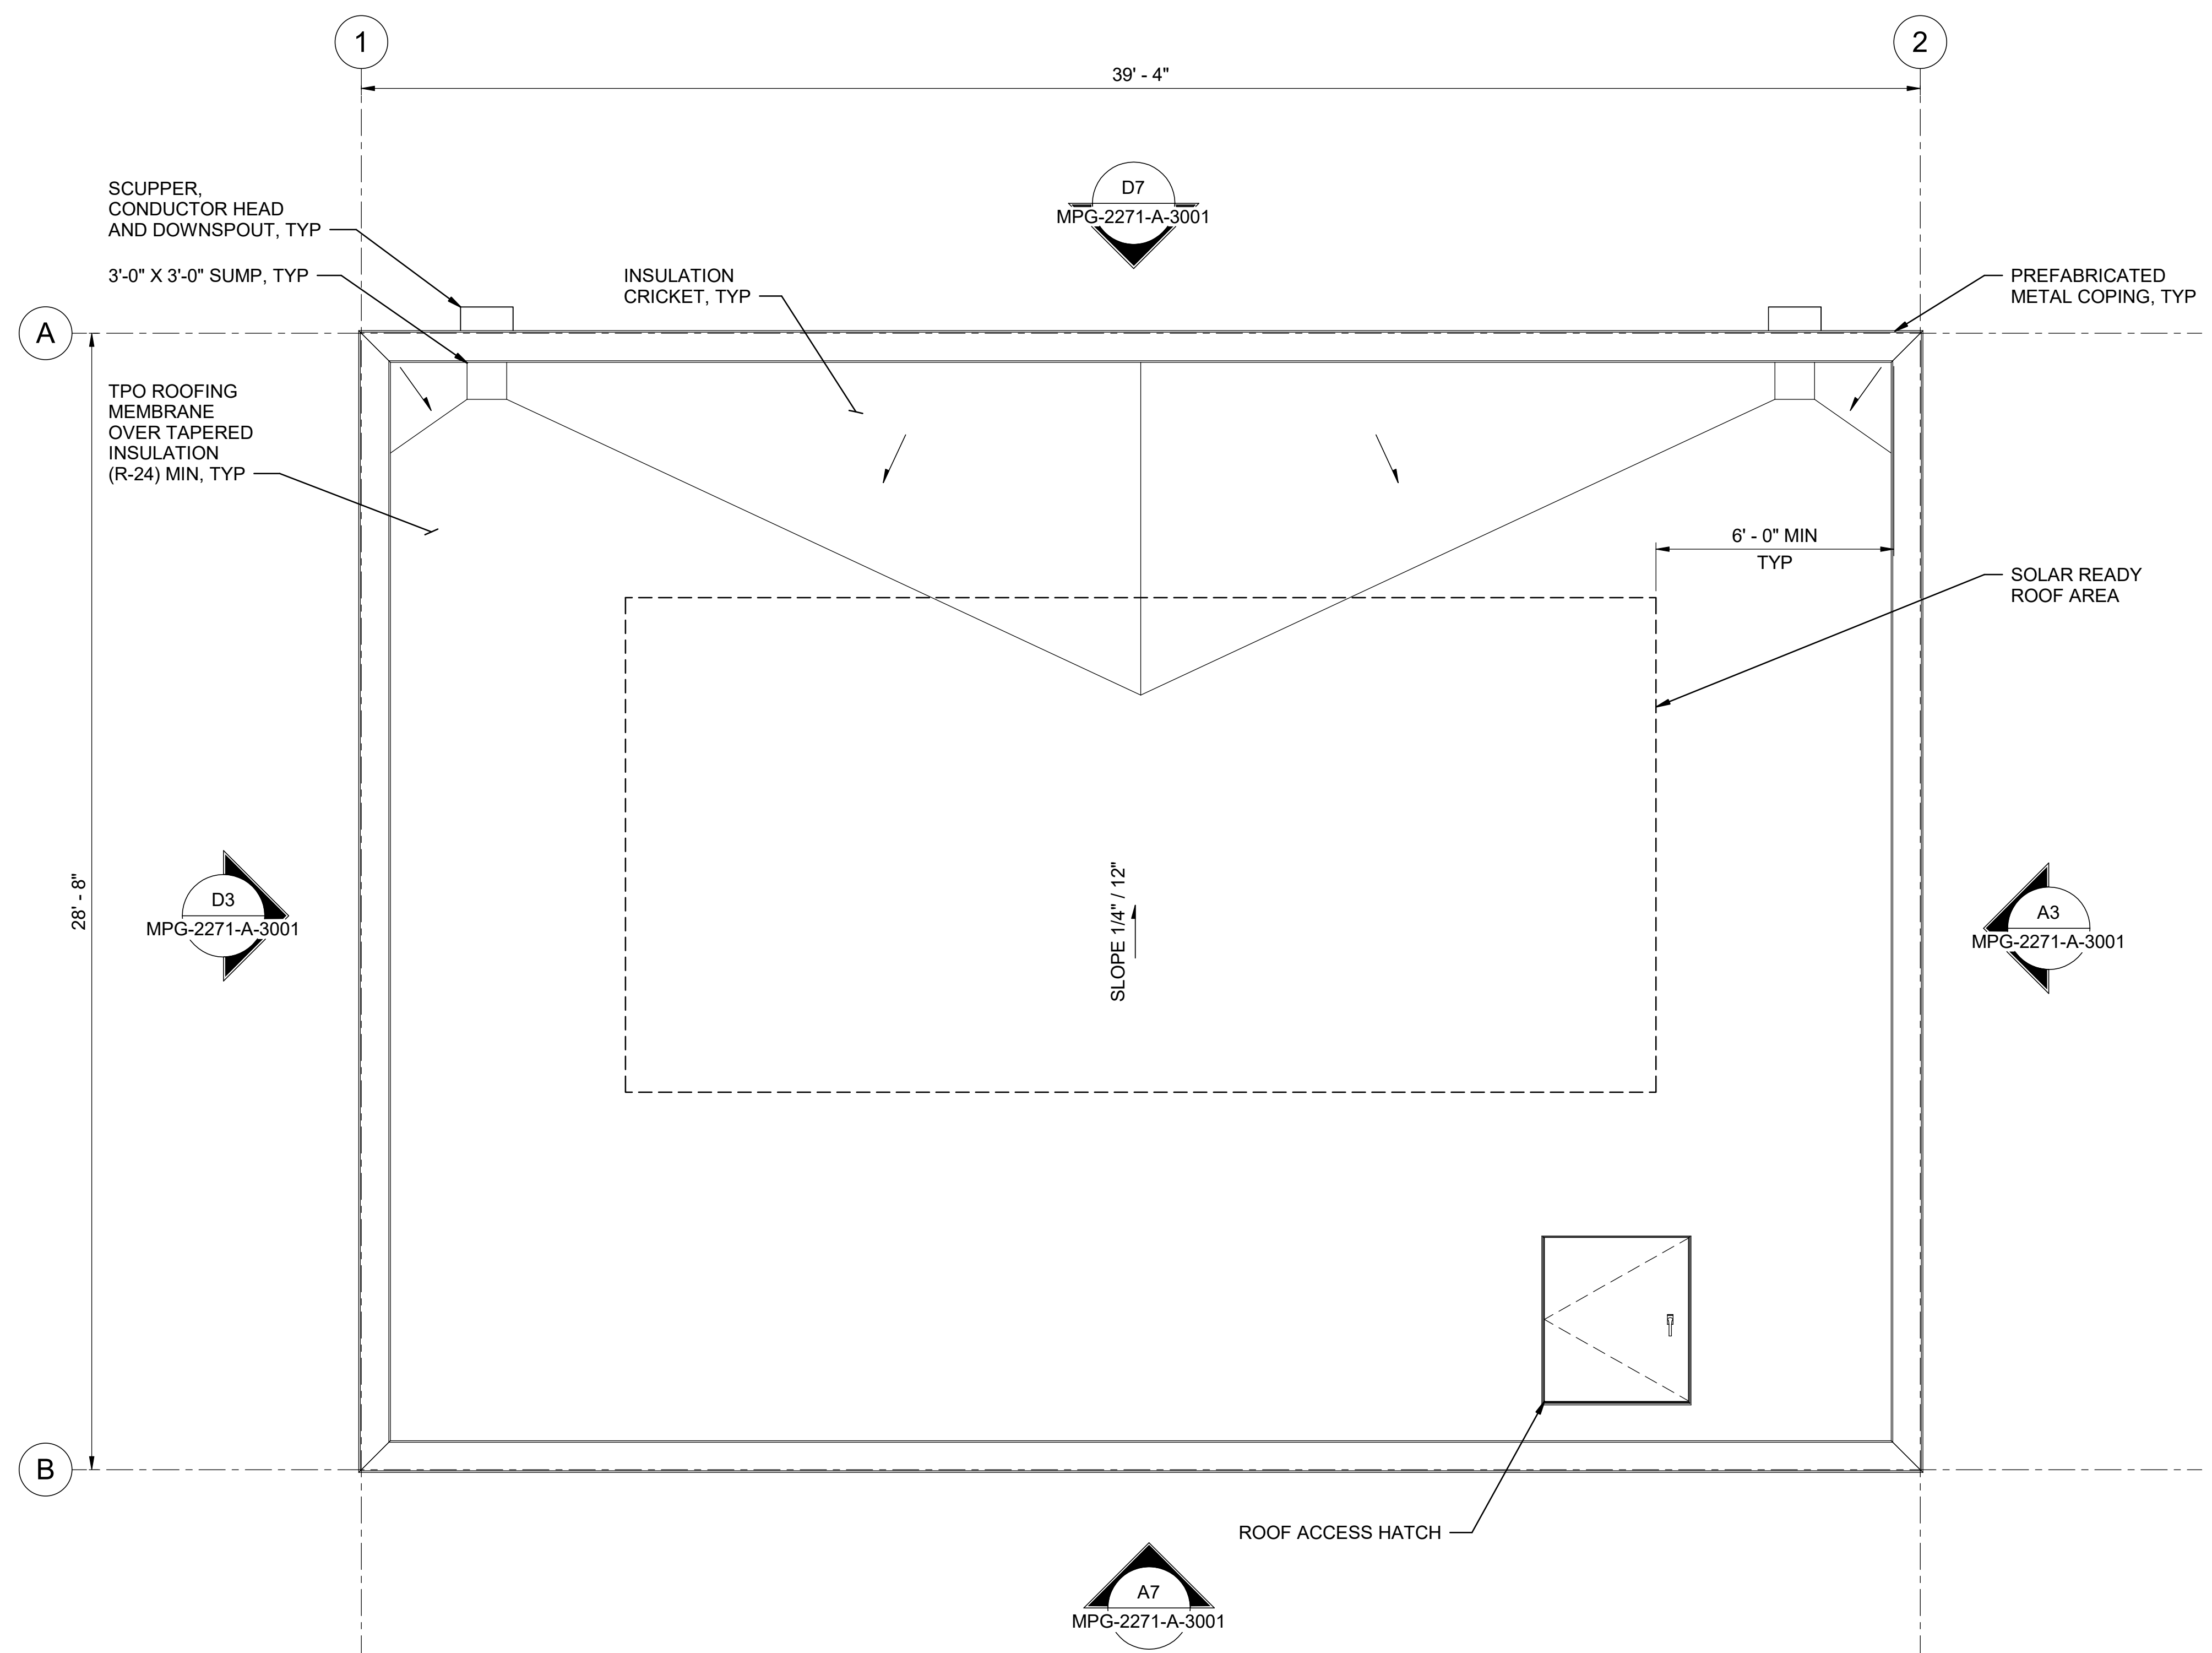 1
2
39' - 4"
D7
MPG-2271-A-3001
SCUPPER,
CONDUCTOR HEAD
AND DOWNSPOUT, TYP
3'-0" X 3'-0" SUMP, TYP
INSULATION
CRICKET, TYP
PREFABRICATED
METAL COPING, TYP
A
TPO ROOFING
MEMBRANE
OVER TAPERED
INSULATION
(R-24) MIN, TYP
6' - 0" MIN
TYP
SOLAR READY
ROOF AREA
28' - 8"
D3
MPG-2271-A-3001
SLOPE 1/4" / 12"
A3
MPG-2271-A-3001
B
ROOF ACCESS HATCH
A7
MPG-2271-A-3001